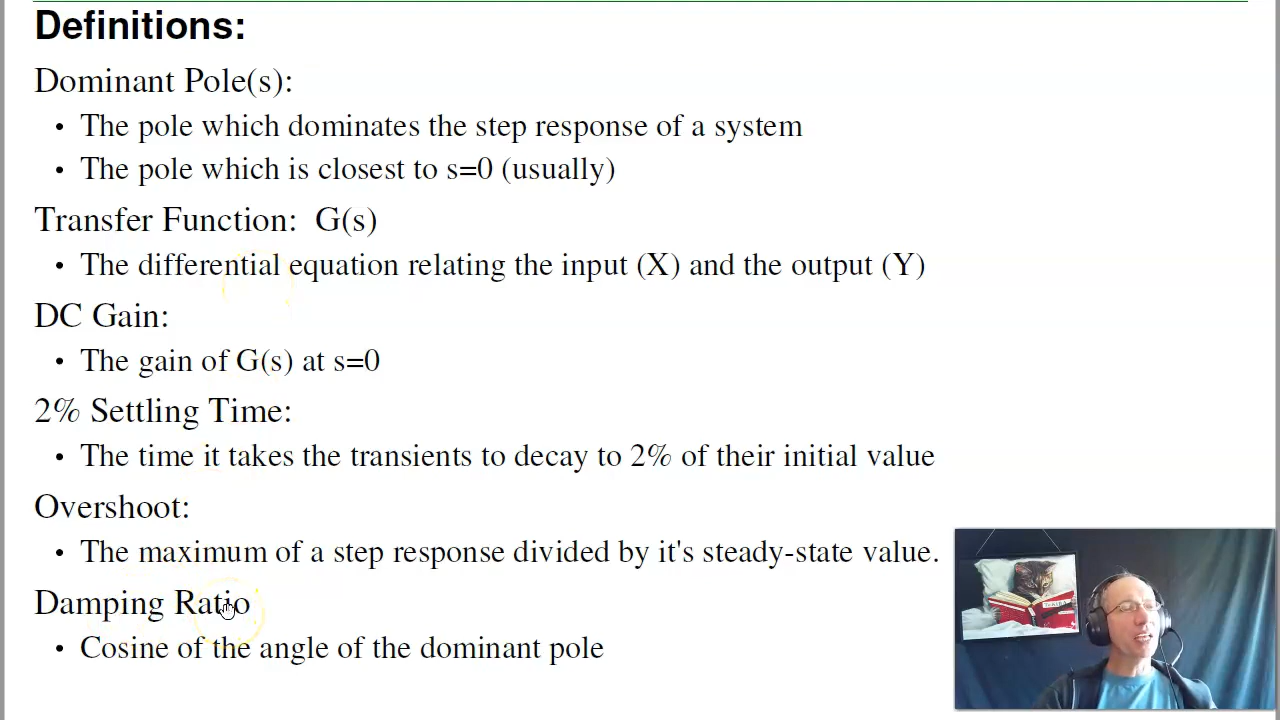 Definitions:
Dominant Pole(s):
• The pole which dominates the step response of a system
• The pole which is closest to s=0 (usually)
Transfer Function: G(s)
• The differential equation relating the input (X) and the output (Y)
DC Gain:
• The gain of G(s) at s=0
2% Settling Time:
• The time it takes the transients to decay to 2% of their initial value
Overshoot:
• The maximum of a step response divided by it's steady-state value.
Damping Ratio
• Cosine of the angle of the dominant pole